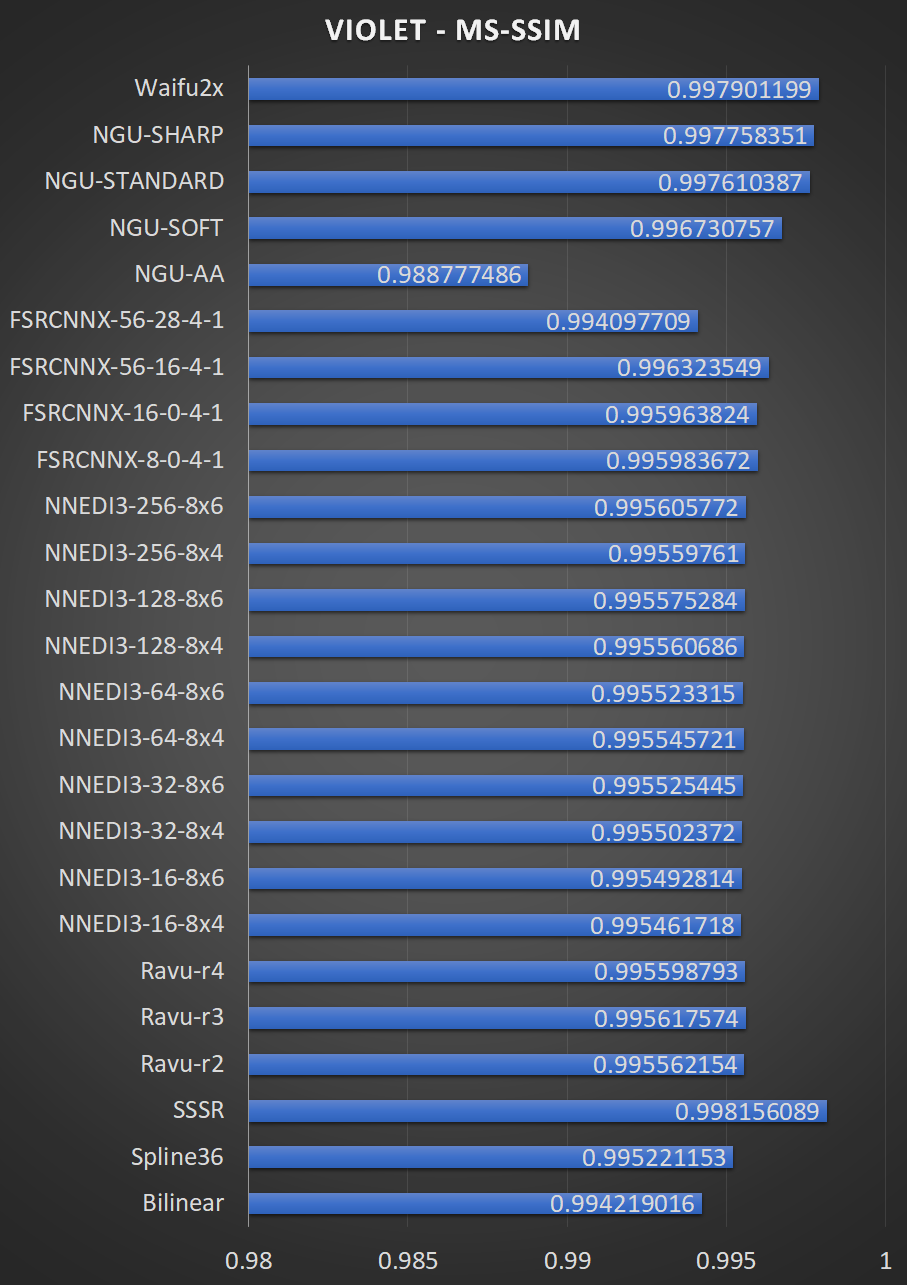 VIOLET - MS-SSIM
Waifu2x 0.997901199
NGU-SHARP 0.997758351
NGU-STANDARD 0.997610387
NGU-SOFT 0.996730757
NGU-AA 0.988777486
FSRCNNX-56-28-4-1 0.994097709
FSRCNNX-56-16-4-1 0.996323549
FSRCNNX-16-0-4-1 0.995963824
FSRCNNX-8-0-4-1 0.995983672
NNEDI3-256-8x6 0.995605772
NNEDI3-256-8x4 0.99559761
NNEDI3-128-8x6 0.995575284
NNEDI3-128-8x4 0.995560686
NNEDI3-64-8x6 0.995523315
NNEDI3-64-8x4 0.995545721
NNEDI3-32-8x6 0.995525445
NNEDI3-32-8x4 0.995502372
NNEDI3-16-8x6 0.995492814
NNEDI3-16-8x4 0.995461718
Ravu-r4 0.995598793
Ravu-r3 0.995617574
Ravu-r2 0.995562154
SSSR 0.998156089
Spline36 0.995221153
Bilinear 0.994219016
0.98 0.985 0.99 0.995 1